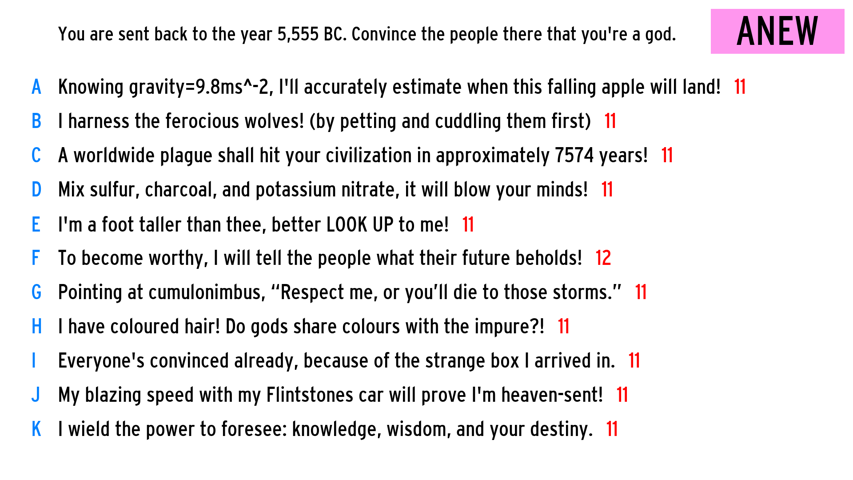 You are sent back to the year 5,555 BC. Convince the people there that you're a god.
ANEW
A Knowing gravity=9.8ms^-2, I'll accurately estimate when this falling apple will land! 11
B I harness the ferocious wolves! (by petting and cuddling them first) 11
C A worldwide plague shall hit your civilization in approximately 7574 years! 11
D Mix sulfur, charcoal, and potassium nitrate, it will blow your minds! 11
E I'm a foot taller than thee, better LOOK UP to me! 11
F To become worthy, I will tell the people what their future beholds! 12
G Pointing at cumulonimbus, “Respect me, or you’ll die to those storms.” 11
H I have coloured hair! Do gods share colours with the impure?! 11
I Everyone's convinced already, because of the strange box I arrived in. 11
J My blazing speed with my Flintstones car will prove I'm heaven-sent! 11
K I wield the power to foresee: knowledge, wisdom, and your destiny. 11